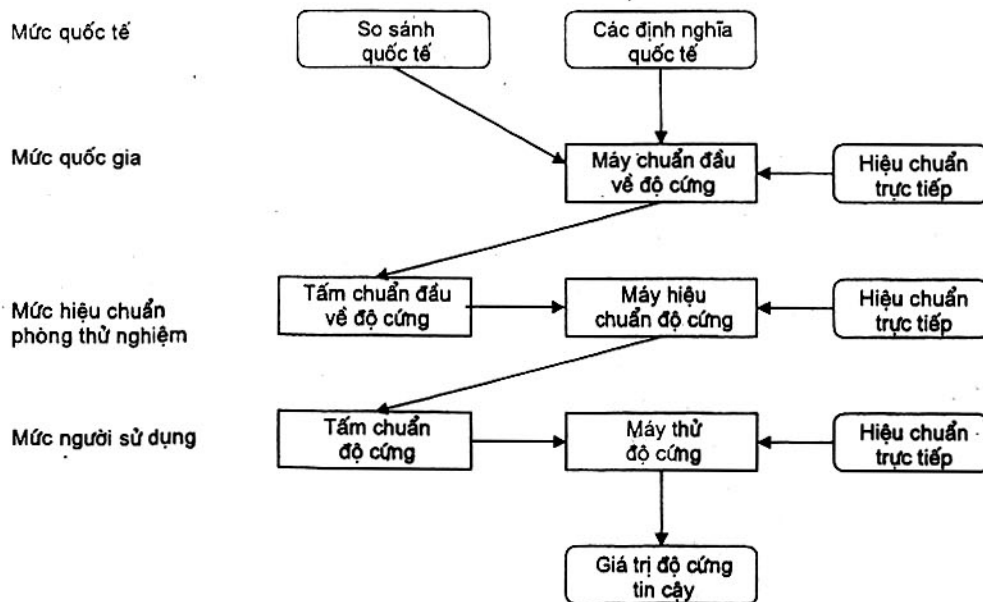 Mức quốc tế
So sánh
quốc tế
Các định nghĩa
quốc tế
Mức quốc gia
Máy chuẩn đầu
về độ cứng
Hiệu chuẩn
trực tiếp
Mức hiệu chuẩn
phòng thử nghiệm
Tấm chuẩn đầu
về độ cứng
Máy hiệu
chuẩn độ cứng
Hiệu chuẩn
trực tiếp
Mức người sử dụng
Tấm chuẩn
độ cứng
Máy thử
độ cứng
Hiệu chuẩn
trực tiếp
Giá trị độ cứng
tin cậy